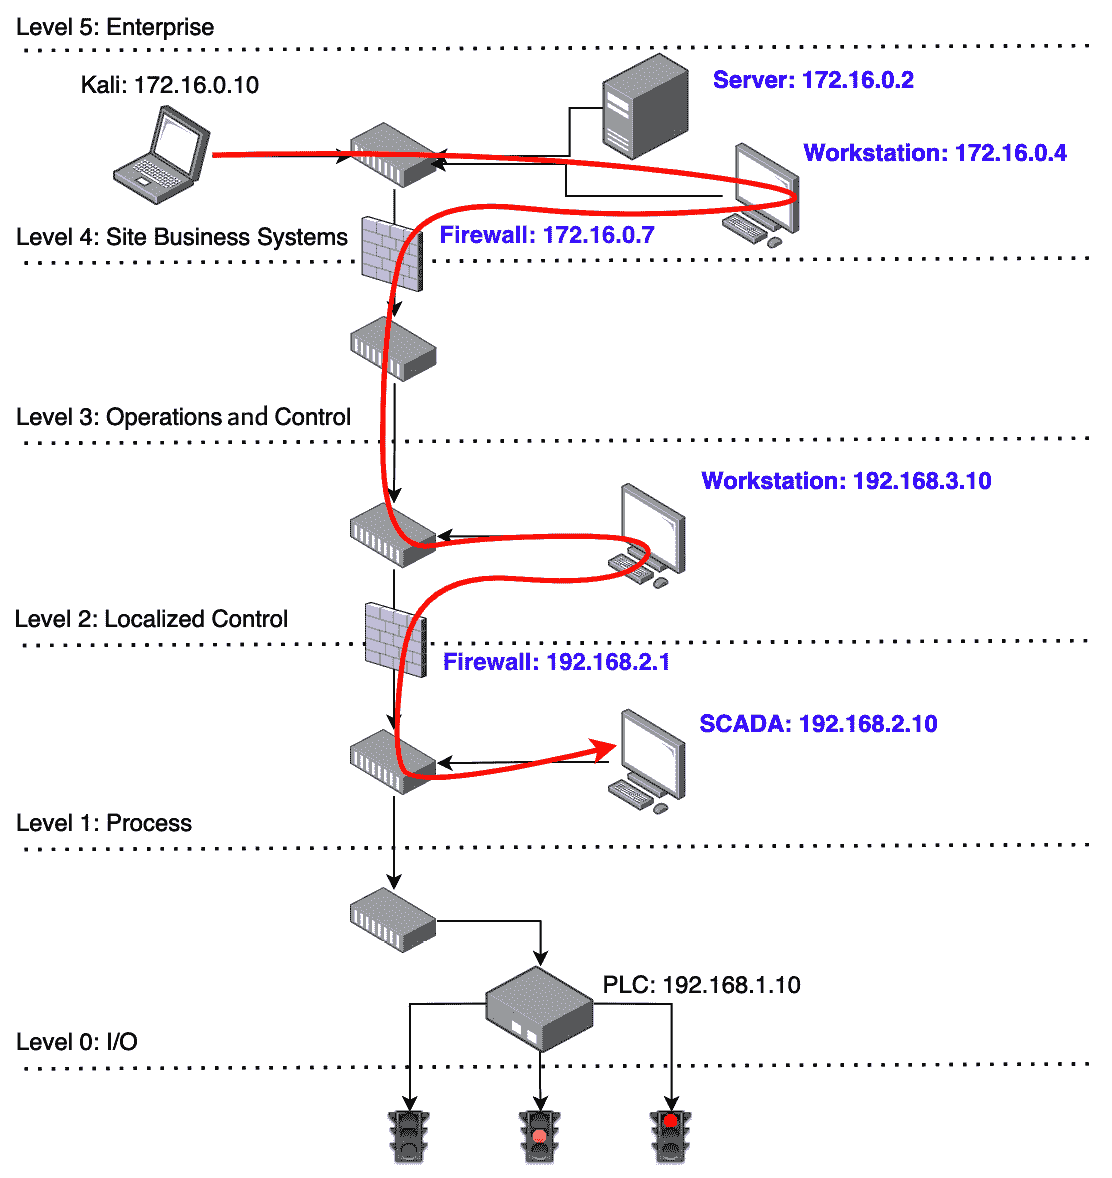 Level 5: Enterprise
Kali: 172.16.0.10
Server: 172.16.0.2
Workstation: 172.16.0.4
Level 4: Site Business Systems
Firewall: 172.16.0.7
Level 3: Operations and Control
Workstation: 192.168.3.10
Level 2: Localized Control
Firewall: 192.168.2.1
SCADA: 192.168.2.10
Level 1: Process
PLC: 192.168.1.10
Level 0: I/O